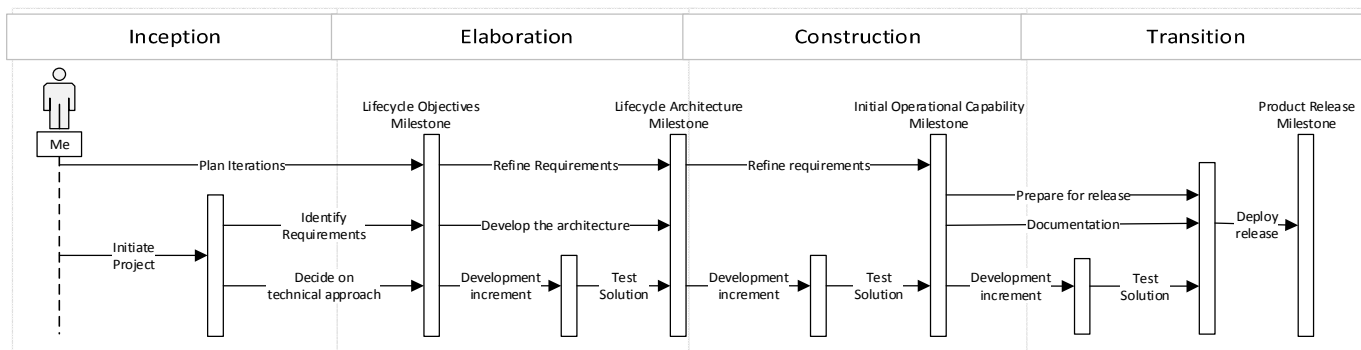 Inception
Elaboration
Construction
Transition
Me
Lifecycle Objectives
Milestone
Lifecycle Architecture
Milestone
Initial Operational Capability
Milestone
Product Release
Milestone
Plan Iterations
Refine Requirements
Refine requirements
Prepare for release
Identify
Requirements
Develop the architecture
Documentation
Deploy
release
Initiate
Project
Decide on
technical approach
Development
increment
Test
Solution
Development
increment
Test
Solution
Development
increment
Test
Solution